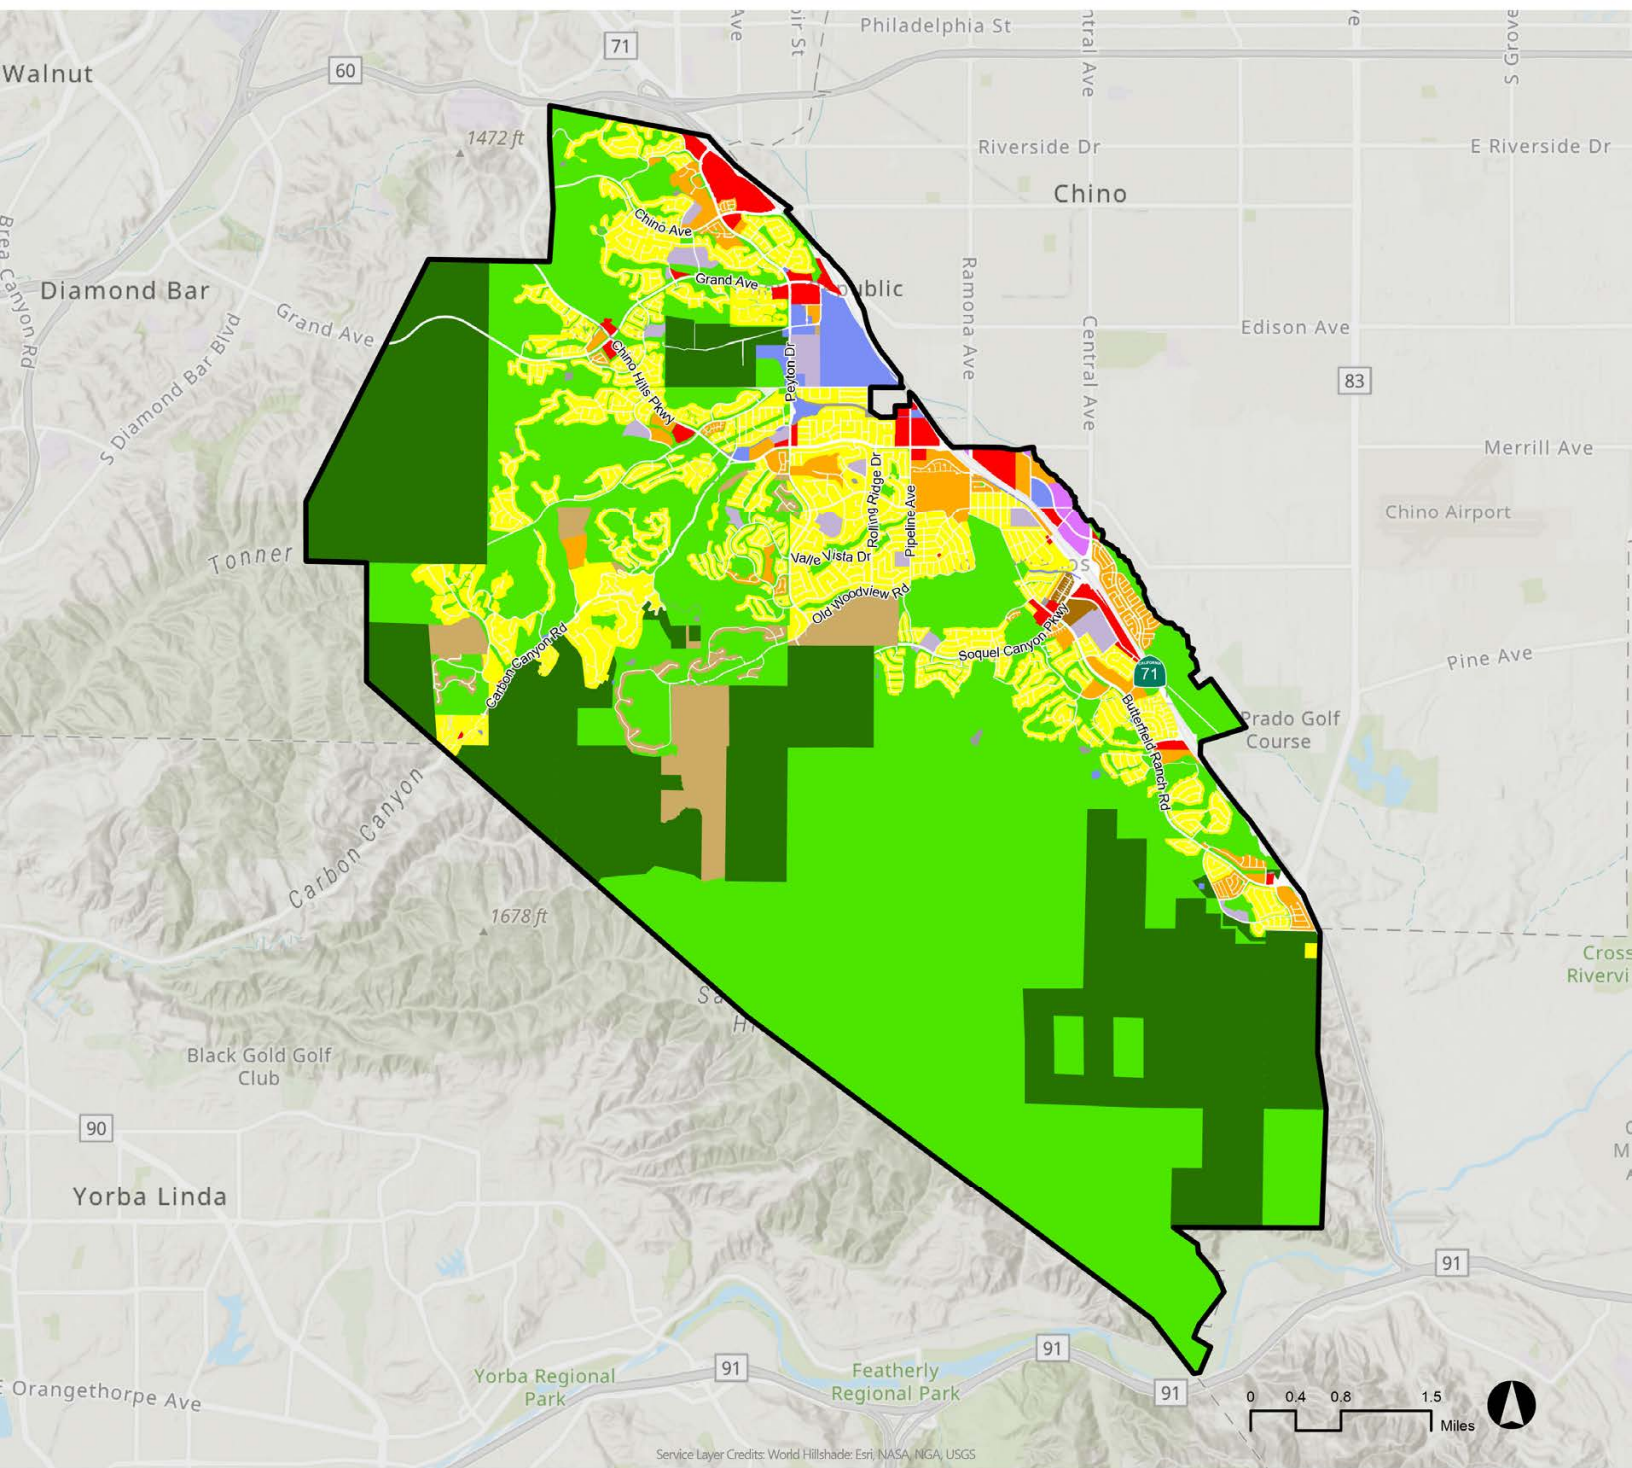 Philadelphia St
71
60
Walnut
1472 ft
Riverside Dr
E Riverside Dr
Chino
Chino Ave
Brea Canyon Rd
Diamond Bar
Grand Ave
Grand Ave
Ramona Ave
Central Ave
Edison Ave
S Diamond Bar Blvd
Chino Hills Pkwy
Peyton Dr
83
Merrill Ave
Rolling Ridge Dr
Pipeline Ave
Chino Airport
Tonner
Valle Vista Dr
Old Woodview Rd
Carbon Canyon Rd
Soquel Canyon Pkwy
Pine Ave
CALIFORNIA
71
Butterfield Ranch Rd
Prado Golf
Course
Carbon Canyon
1678 ft
Black Gold Golf
Club
90
Yorba Linda
91
91
91
91
Yorba Regional
Park
Featherly
Regional Park
E Orangethorpe Ave
0 0.4 0.8 1.5
Miles
Service Layer Credits: World Hillshade: Esri, NASA, NGA, USGS